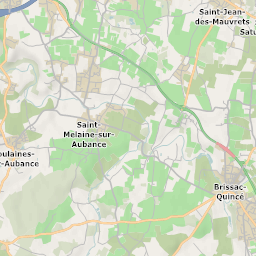 Saint-Jean
des-Mauvrets
Satu
Saint-
Melaine-sur-
Aubance
oulaines-
-Aubance
Brissac-
Quincé